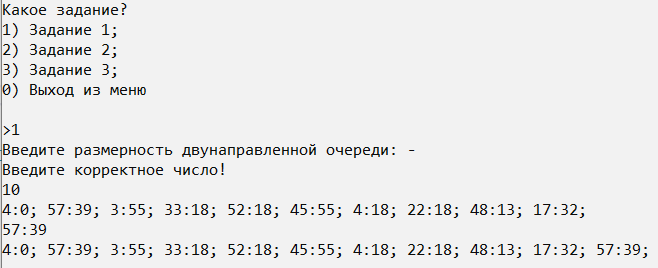 Какое задание?
1) Задание 1;
2) Задание 2;
3) Задание 3;
0) Выход из меню
>1
Введите размерность двунаправленной очереди: -
Введите корректное число!
10
4:0; 57:39; 3:55; 33:18; 52:18; 45:55; 4:18; 22:18; 48:13; 17:32;
57:39
4:0; 57:39; 3:55; 33:18; 52:18; 45:55; 4:18; 22:18; 48:13; 17:32; 57:39;